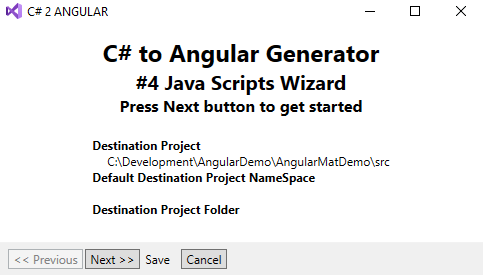 C# 2 ANGULAR
C# to Angular Generator
#4 Java Scripts Wizard
Press Next button to get started
Destination Project
C:\Development\AngularDemo\AngularMatDemo\src
Default Destination Project NameSpace
Destination Project Folder
<< Previous Next >> Save Cancel